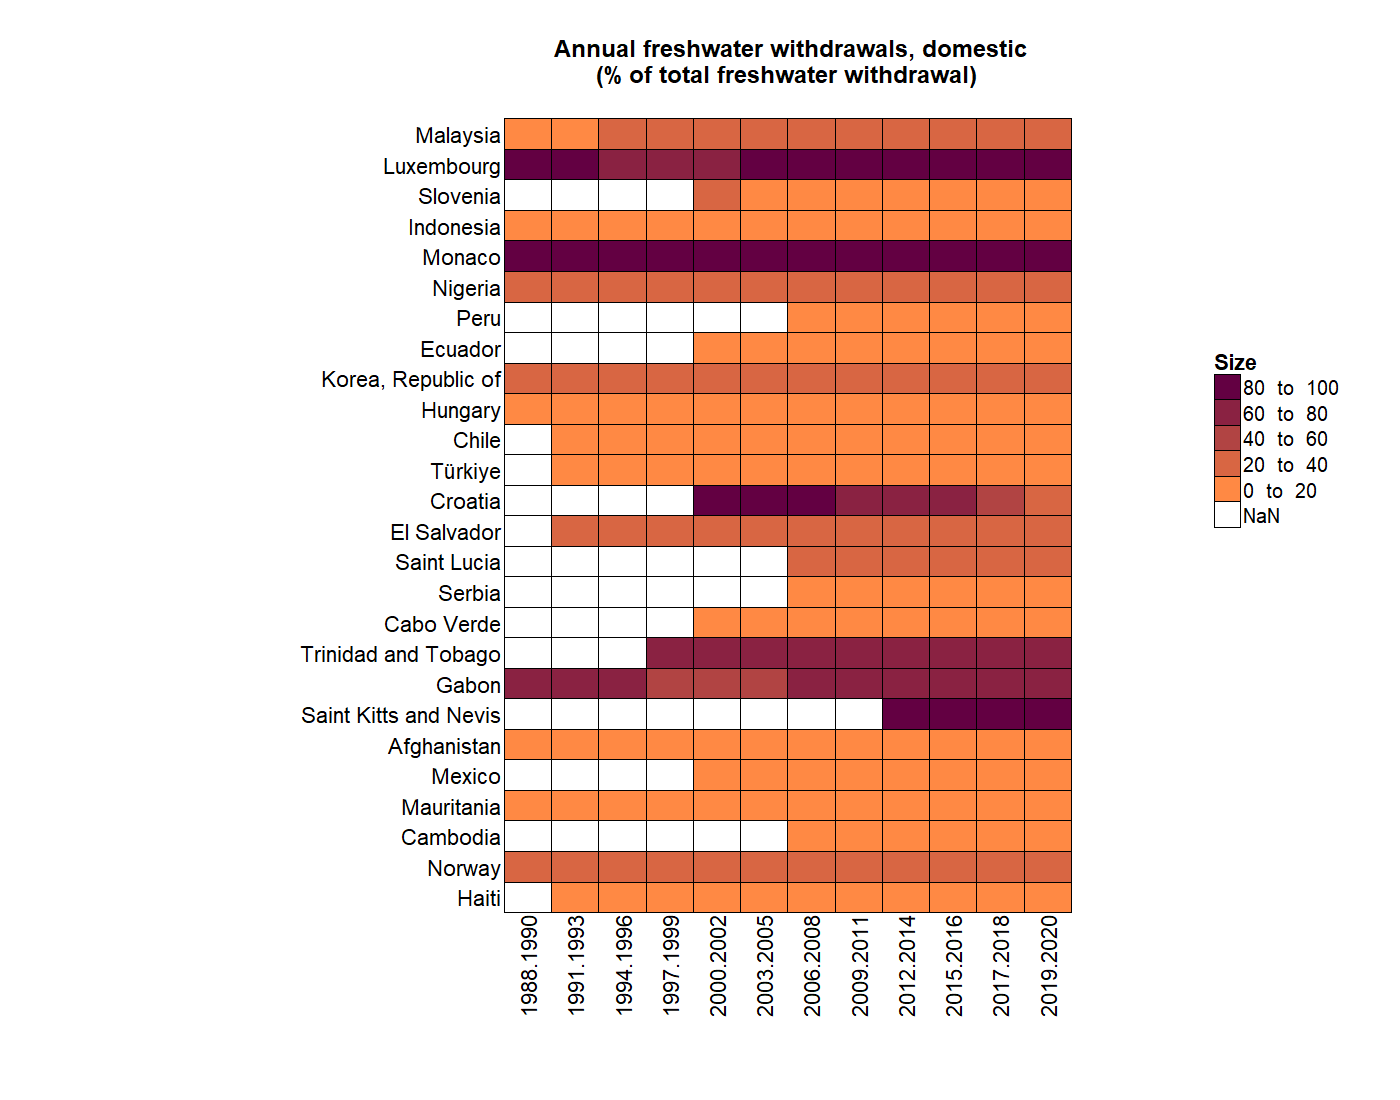 Annual freshwater withdrawals, domestic
(% of total freshwater withdrawal)
Malaysia
Luxembourg
Slovenia
Indonesia
Monaco
Nigeria
Peru
Ecuador
Korea, Republic of
Hungary
Chile
Türkiye
Croatia
El Salvador
Saint Lucia
Serbia
Cabo Verde
Trinidad and Tobago
Gabon
Saint Kitts and Nevis
Afghanistan
Mexico
Mauritania
Cambodia
Norway
Haiti
1988.1990
1991.1993
1994.1996
1997.1999
2000.2002
2003.2005
2006.2008
2009.2011
2012.2014
2015.2016
2017.2018
2019.2020
Size
80 to 100
60 to 80
40 to 60
20 to 40
0 to 20
NaN